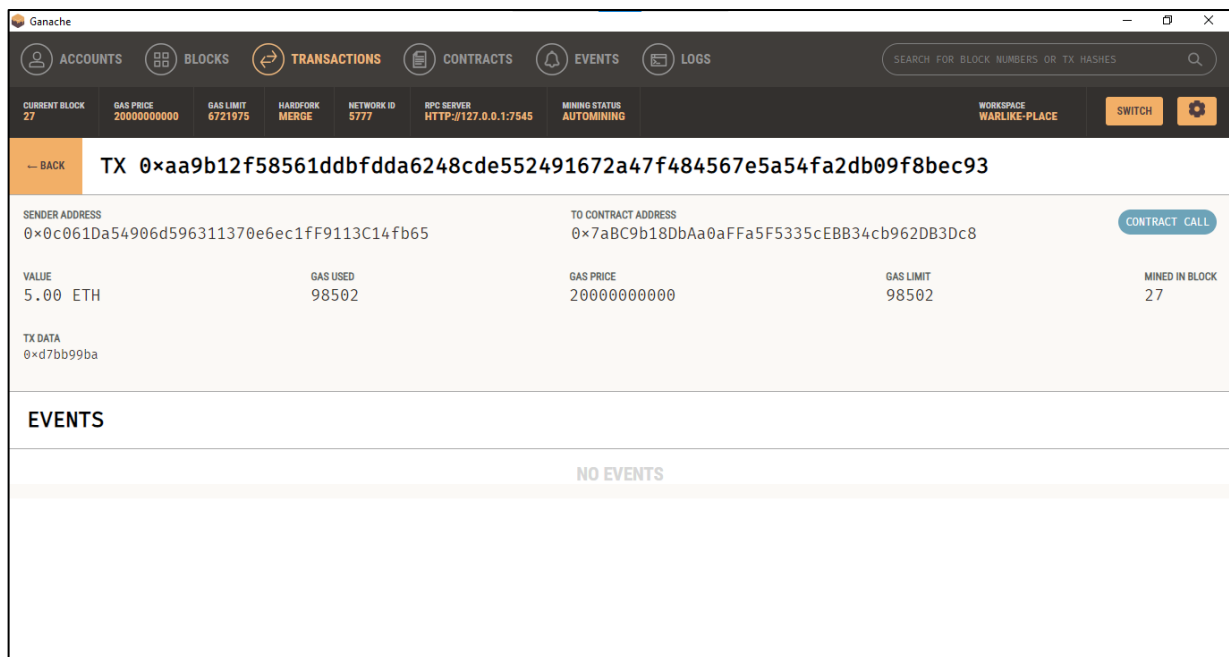 Ganache
ACCOUNTS BLOCKS TRANSACTIONS CONTRACTS EVENTS LOGS SEARCH FOR BLOCK NUMBERS OR TX HASHES
CURRENT BLOCK GAS PRICE GAS LIMIT HARDFORK NETWORK ID RPC SERVER MINING STATUS WORKSPACE
27 20000000000 6721975 MERGE 5777 HTTP://127.0.0.1:7545 AUTOMINING WARLIKE-PLACE SWITCH
← BACK TX 0×aa9b12f58561ddbfdda6248cde552491672a47f484567e5a54fa2db09f8bec93
SENDER ADDRESS TO CONTRACT ADDRESS
0×0c061Da54906d596311370e6ec1fF9113C14fb65 0×7aBC9b18DbAa0aFFa5F5335cEBB34cb962DB3Dc8 CONTRACT CALL
VALUE GAS USED GAS PRICE GAS LIMIT MINED IN BLOCK
5.00 ETH 98502 20000000000 98502 27
TX DATA
0×d7bb99ba
EVENTS
NO EVENTS